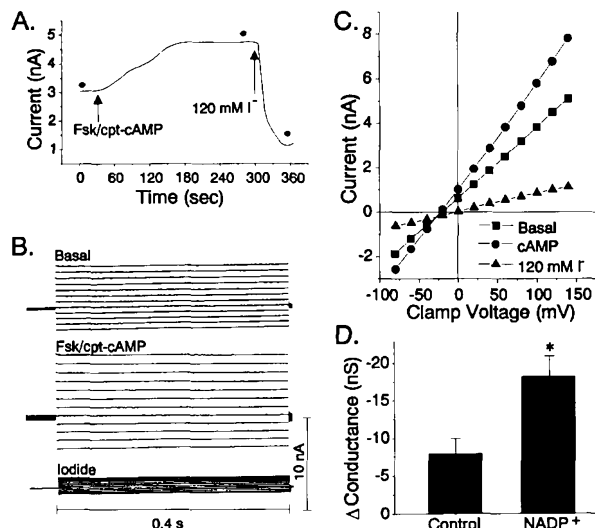 A.
Current (nA)
5
4
3
2
1
Fsk/cpt-cAMP
120 mM I⁻
0 60 120 180 240 300 360
Time (sec)
B.
Basal
Fsk/cpt-cAMP
Iodide
10 nA
0.4 s
C.
Current (nA)
8
6
4
2
0
-2
Basal
cAMP
120 mM I⁻
-100 -50 0 50 100 150
Clamp Voltage (mV)
D.
Δ Conductance (nS)
-20
-15
-10
-5
0
*
Control NADP⁺